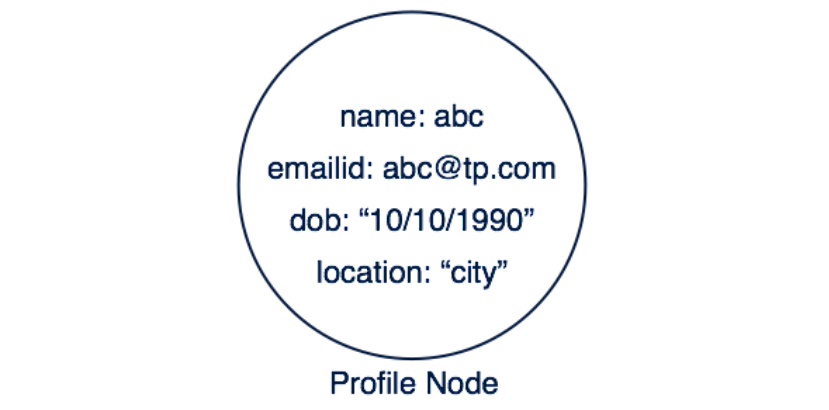 name: abc
emailid: abc@tp.com
dob: “10/10/1990”
location: “city”
Profile Node